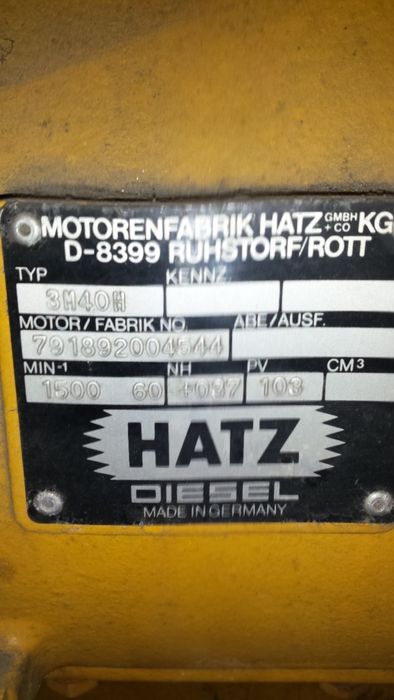 MOTORENFABRIK HATZ GMBH + CO KG
D-8399 RUHSTORF/ROTT
TYP KENNZ.
3M40H
MOTOR/FABRIK NO. ABE/AUSF.
791892004544
MIN-1 NH PV CM³
1500 60 +087 103
HATZ
DIESEL
MADE IN GERMANY